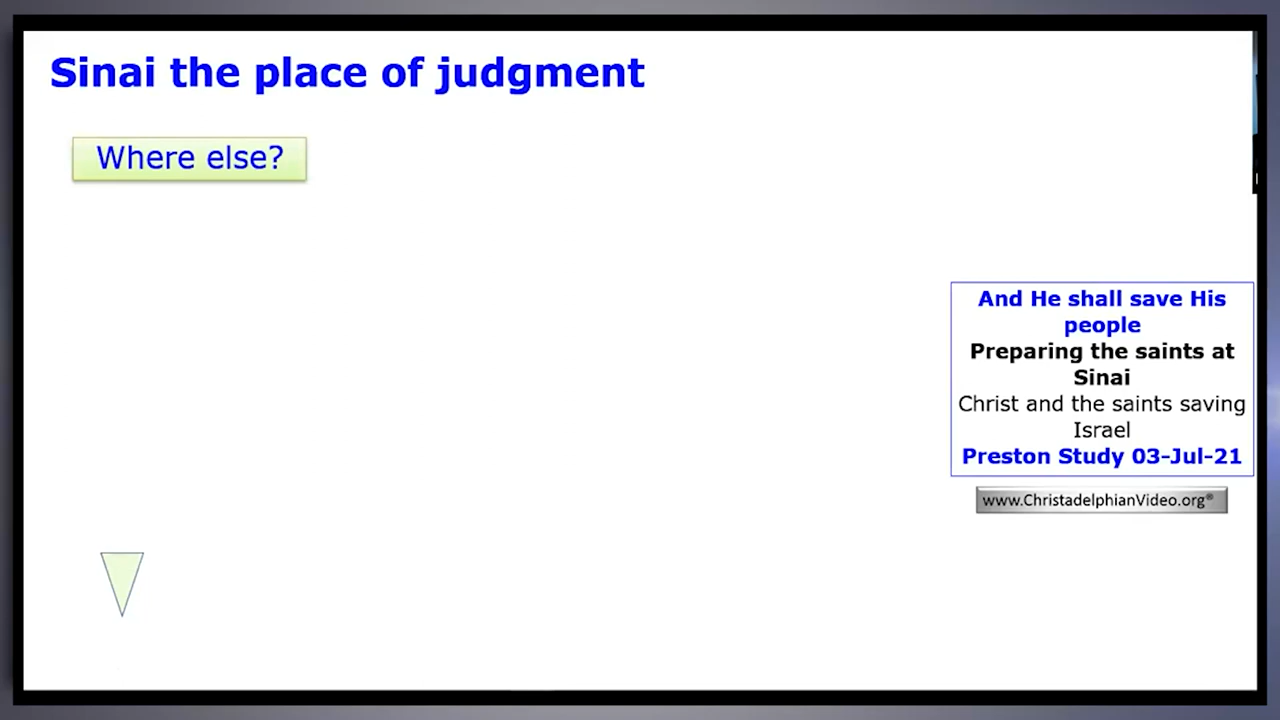 Sinai the place of judgment
Where else?
And He shall save His
people
Preparing the saints at
Sinai
Christ and the saints saving
Israel
Preston Study 03-Jul-21
www.ChristadelphianVideo.org®